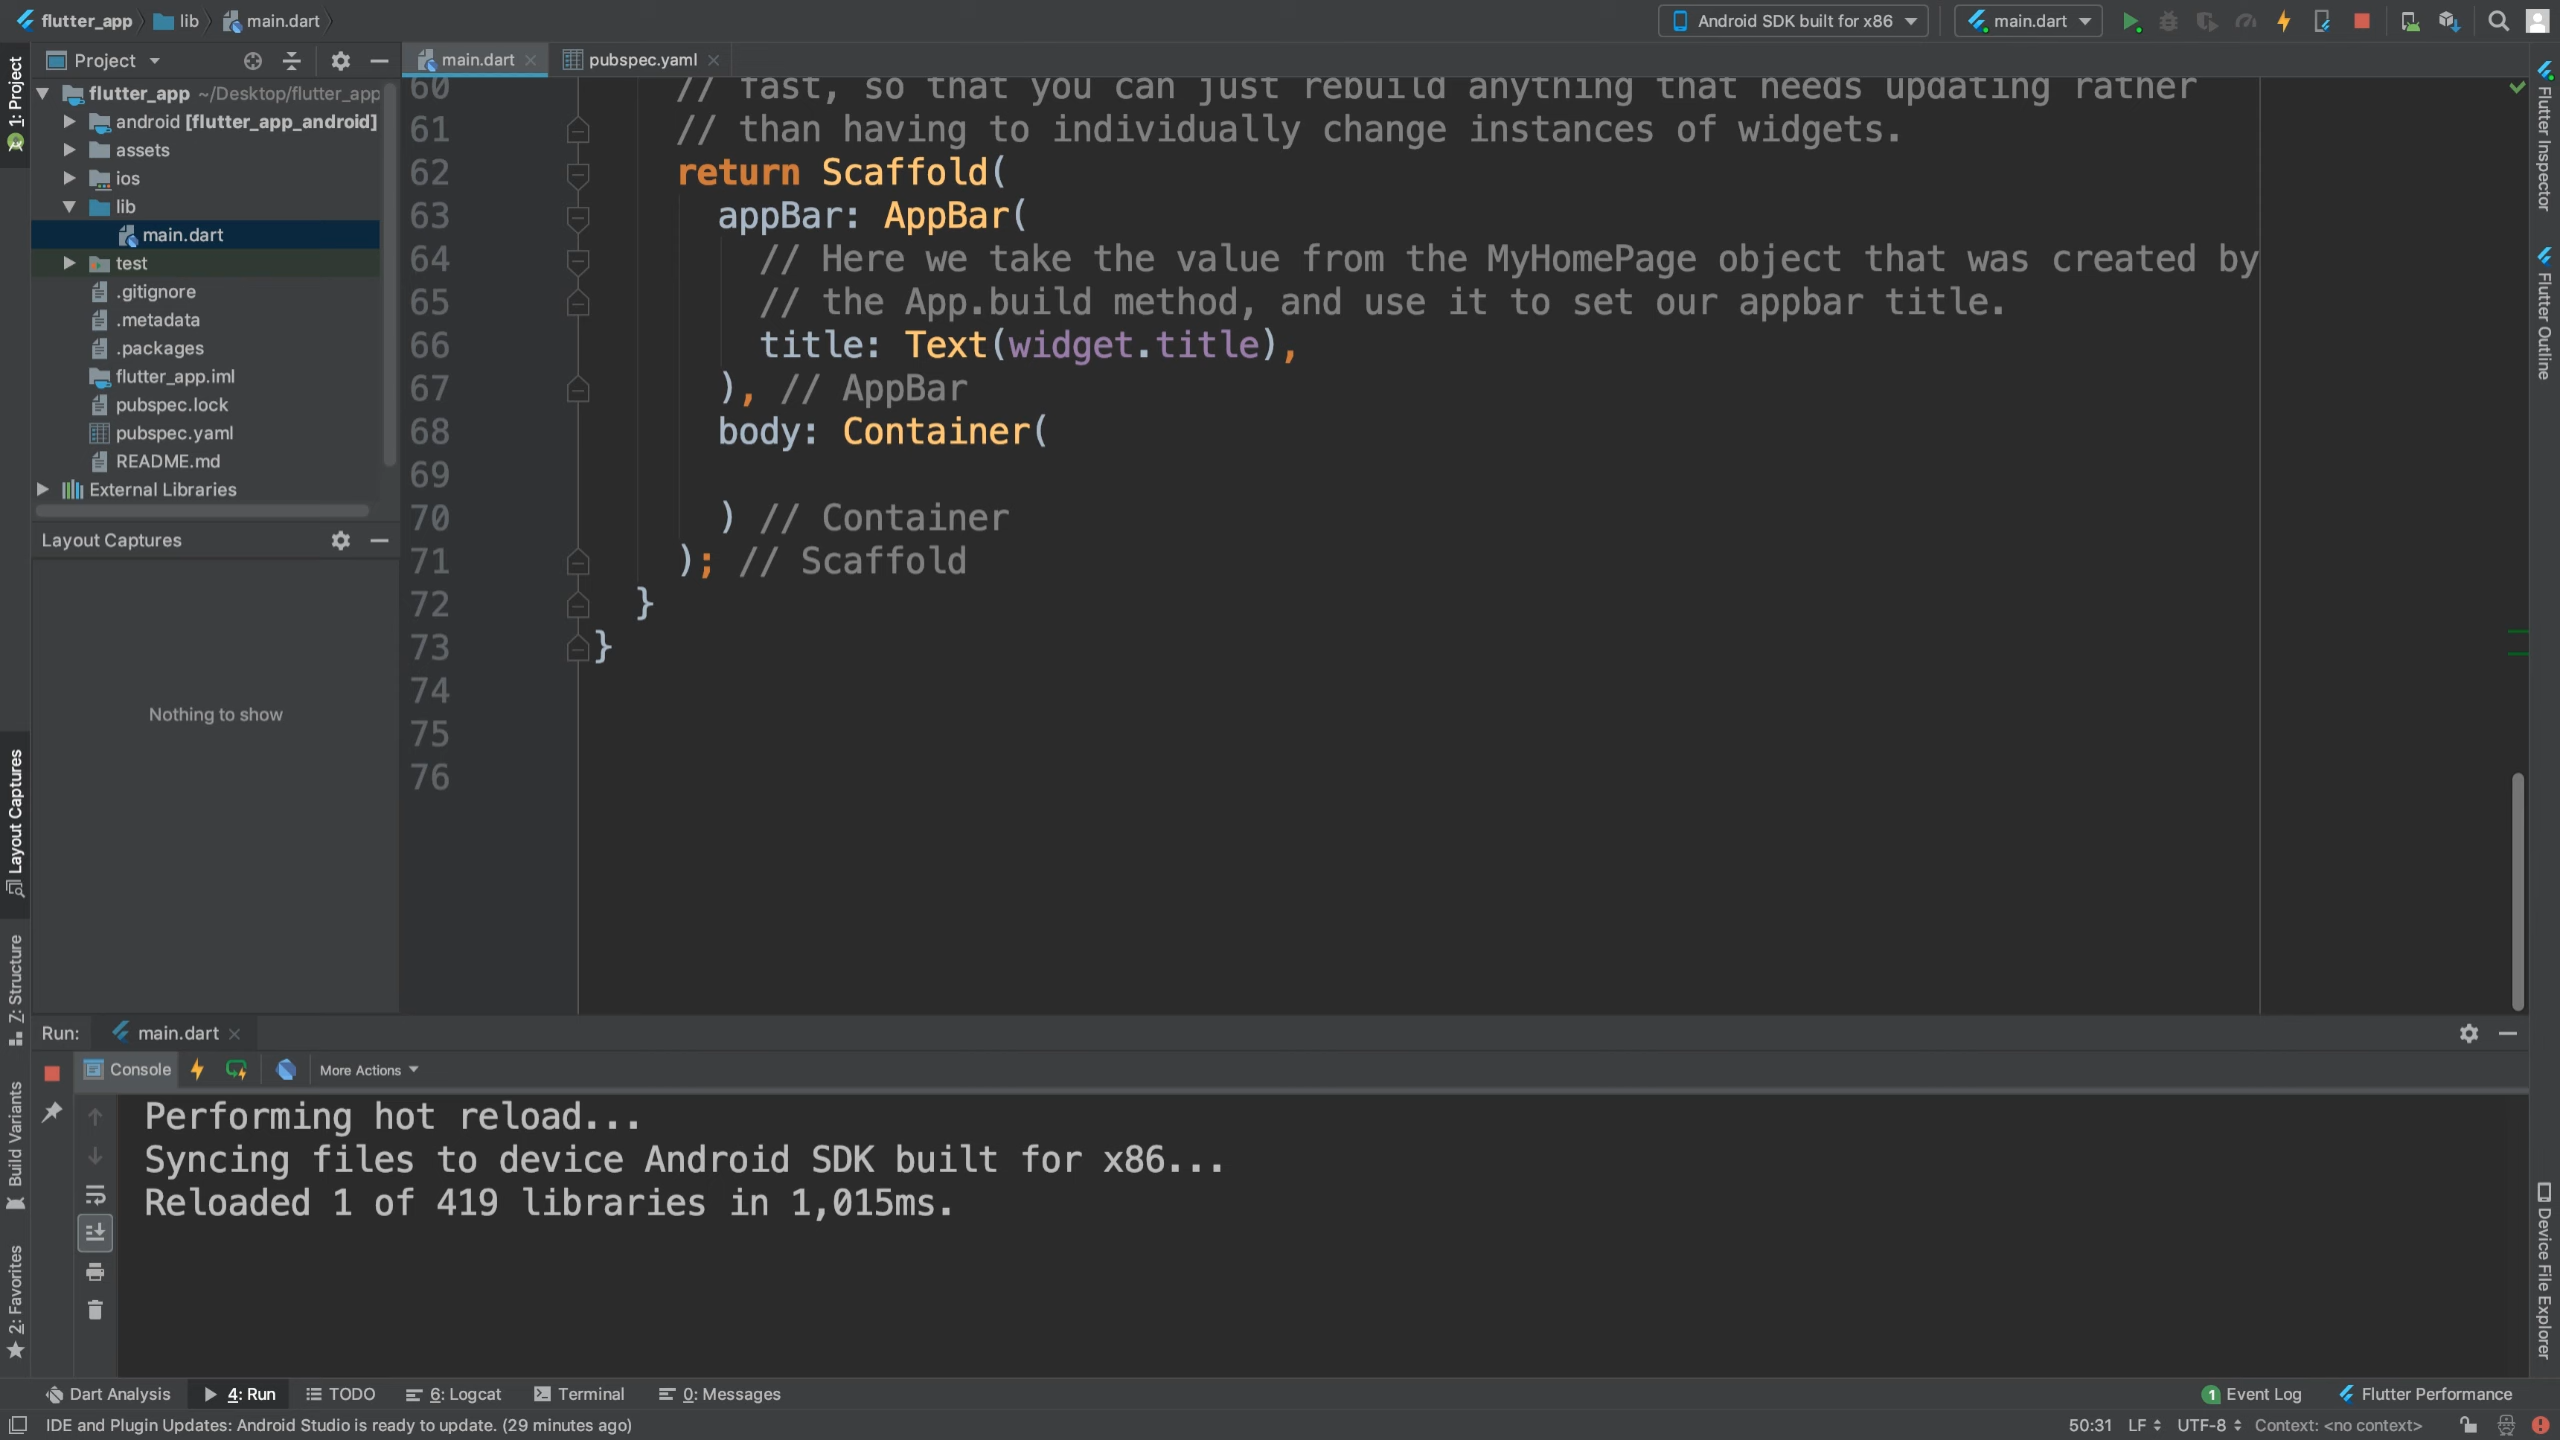 flutter_app lib main.dart Android SDK built for x86 main.dart
1: Project
Project
main.dart
pubspec.yaml
flutter_app ~/Desktop/flutter_app
android [flutter_app_android]
assets
ios
lib
main.dart
test
.gitignore
.metadata
.packages
flutter_app.iml
pubspec.lock
pubspec.yaml
README.md
External Libraries
Layout Captures
Nothing to show
Layout Captures
Z: Structure
Build Variants
2: Favorites
60 // fast, so that you can just rebuild anything that needs updating rather
61 // than having to individually change instances of widgets.
62 return Scaffold(
63 appBar: AppBar(
64 // Here we take the value from the MyHomePage object that was created by
65 // the App.build method, and use it to set our appbar title.
66 title: Text(widget.title),
67 ), // AppBar
68 body: Container(
69
70 ) // Container
71 ); // Scaffold
72 }
73 }
74
75
76
Flutter Inspector
Flutter Outline
Device File Explorer
Run: main.dart
Console More Actions
Performing hot reload...
Syncing files to device Android SDK built for x86...
Reloaded 1 of 419 libraries in 1,015ms.
Dart Analysis 4: Run TODO 6: Logcat Terminal 0: Messages 1 Event Log Flutter Performance
IDE and Plugin Updates: Android Studio is ready to update. (29 minutes ago) 50:31 LF UTF-8 Context: <no context>